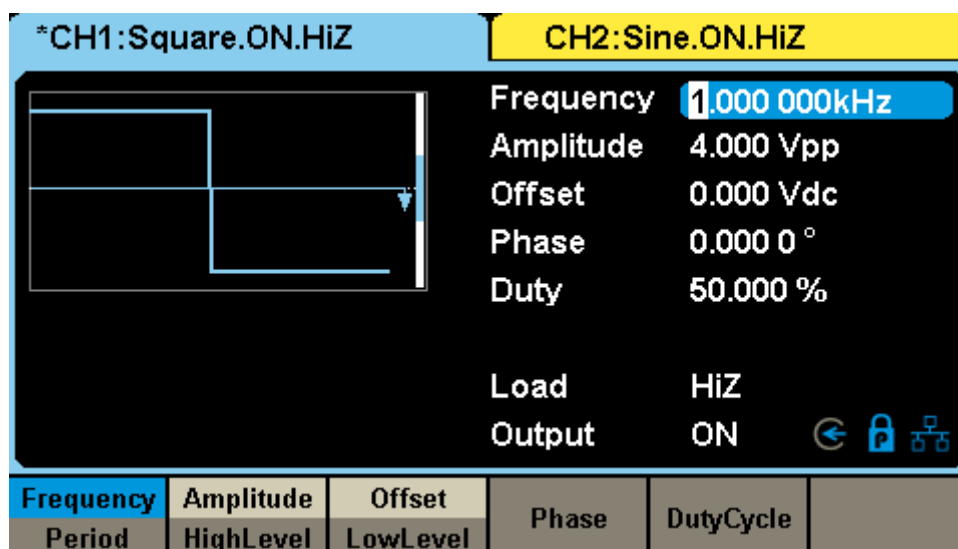 *CH1:Square.ON.HiZ
CH2:Sine.ON.HiZ
Frequency 1.000 000kHz
Amplitude 4.000 Vpp
Offset 0.000 Vdc
Phase 0.000 0 °
Duty 50.000 %
Load HiZ
Output ON
Frequency Amplitude Offset Phase DutyCycle
Period HighLevel LowLevel